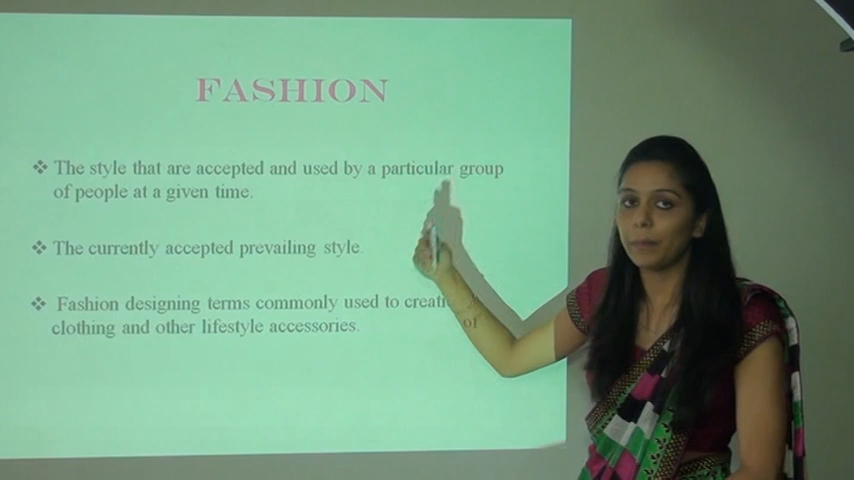 FASHION
❖ The style that are accepted and used by a particular group
of people at a given time.
❖ The currently accepted prevailing style.
❖ Fashion designing terms commonly used to
clothing and other lifestyle accessories.
of